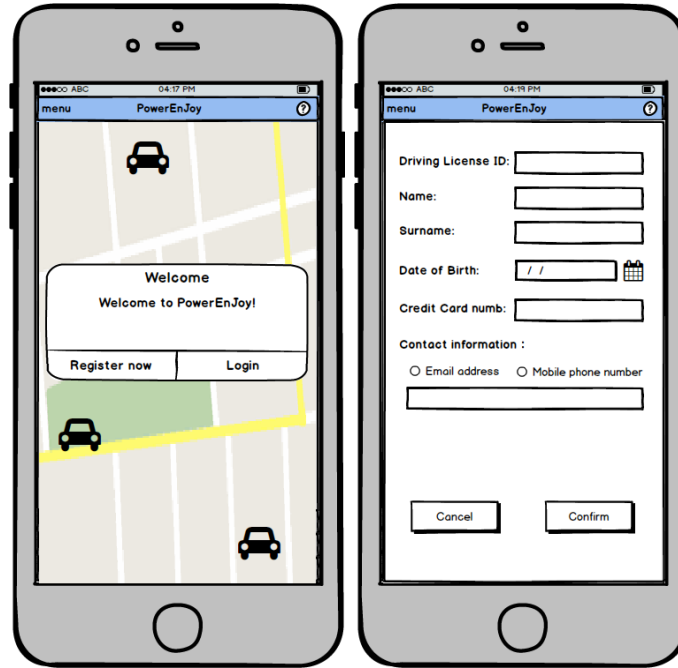 ●●●○○ ABC 04:17 PM
menu PowerEnJoy ?
Welcome
Welcome to PowerEnJoy!
Register now Login
●●●○○ ABC 04:19 PM
menu PowerEnJoy ?
Driving License ID:
Name:
Surname:
Date of Birth: / /
Credit Card numb:
Contact information :
Email address Mobile phone number
Cancel Confirm